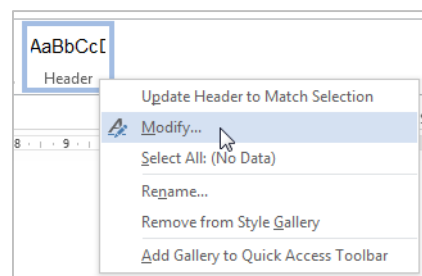 AaBbCc[
Header
Update Header to Match Selection
Modify...
8 · 9 ·
Select All: (No Data)
Rename...
Remove from Style Gallery
Add Gallery to Quick Access Toolbar